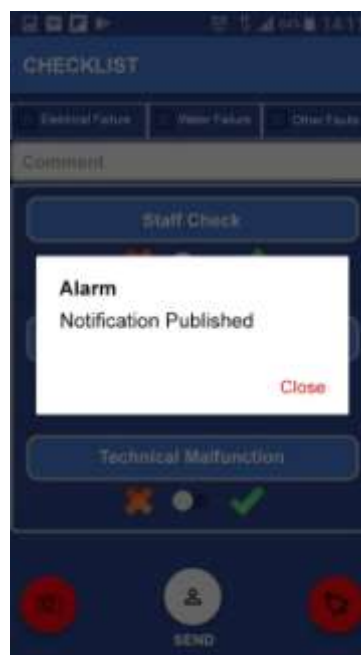 CHECKLIST
Electrical Failure
Water Failure
Other Faults
Comment
Staff Check
Alarm
Notification Published
Close
Technical Malfunction
SEND